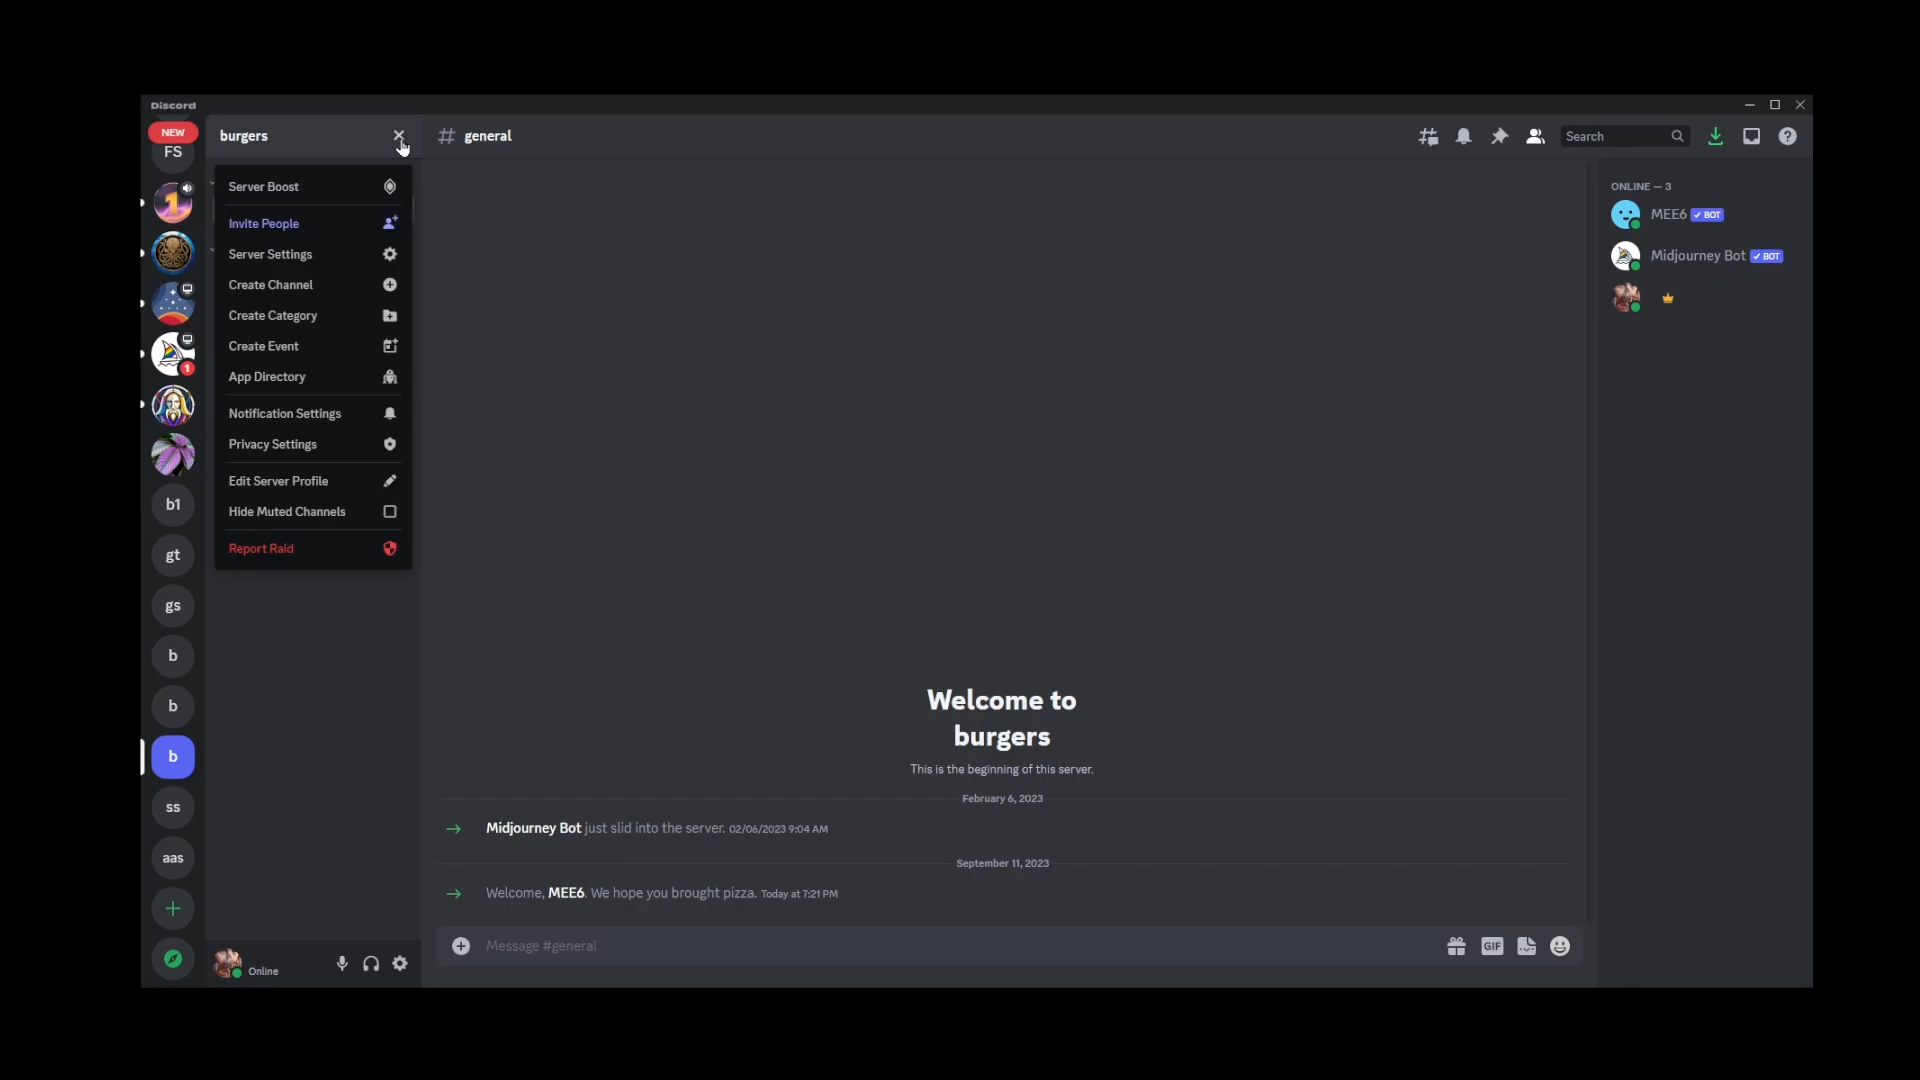 Discord
NEW
FS
1
b1
gt
gs
b
b
b
ss
aas
burgers
Server Boost
Invite People
Server Settings
Create Channel
Create Category
Create Event
App Directory
Notification Settings
Privacy Settings
Edit Server Profile
Hide Muted Channels
Report Raid
Online
# general
Search
Welcome to
burgers
This is the beginning of this server.
February 6, 2023
Midjourney Bot just slid into the server. 02/06/2023 9:04 AM
September 11, 2023
Welcome, MEE6. We hope you brought pizza. Today at 7:21 PM
Message #general
GIF
ONLINE — 3
MEE6 ✓ BOT
Midjourney Bot ✓ BOT